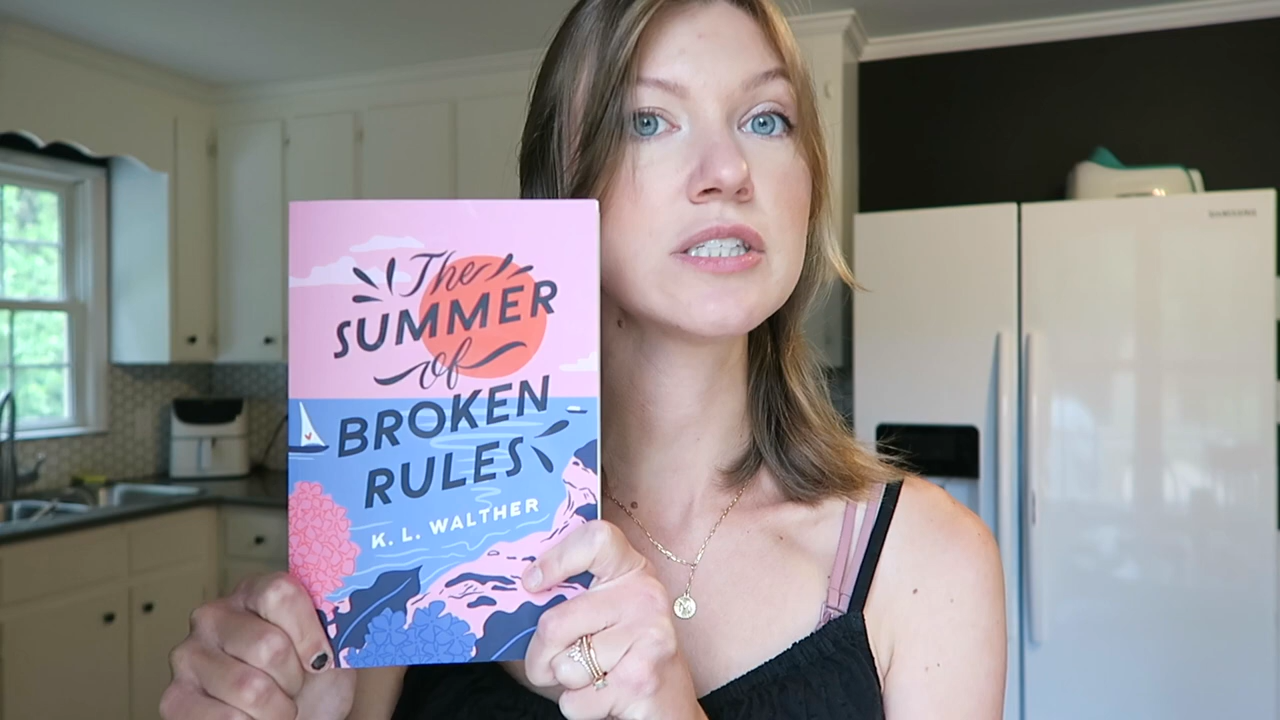 The
SUMMER
of
BROKEN
RULES
K. L. WALTHER
SAMSUNG